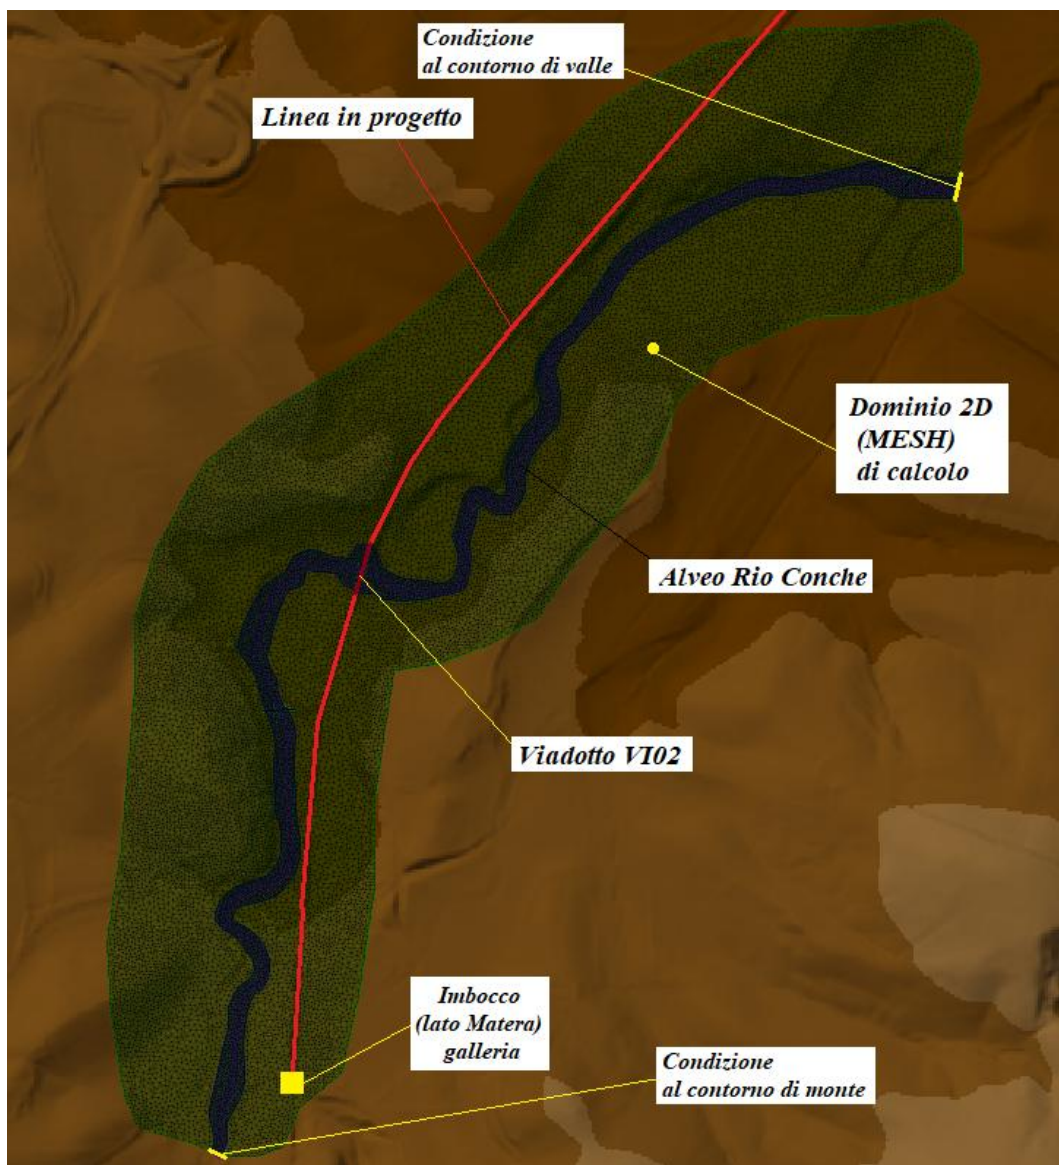 Condizione
al contorno di valle
Linea in progetto
Dominio 2D
(MESH)
di calcolo
Alveo Rio Conche
Viadotto VI02
Imbocco
(lato Matera)
galleria
Condizione
al contorno di monte